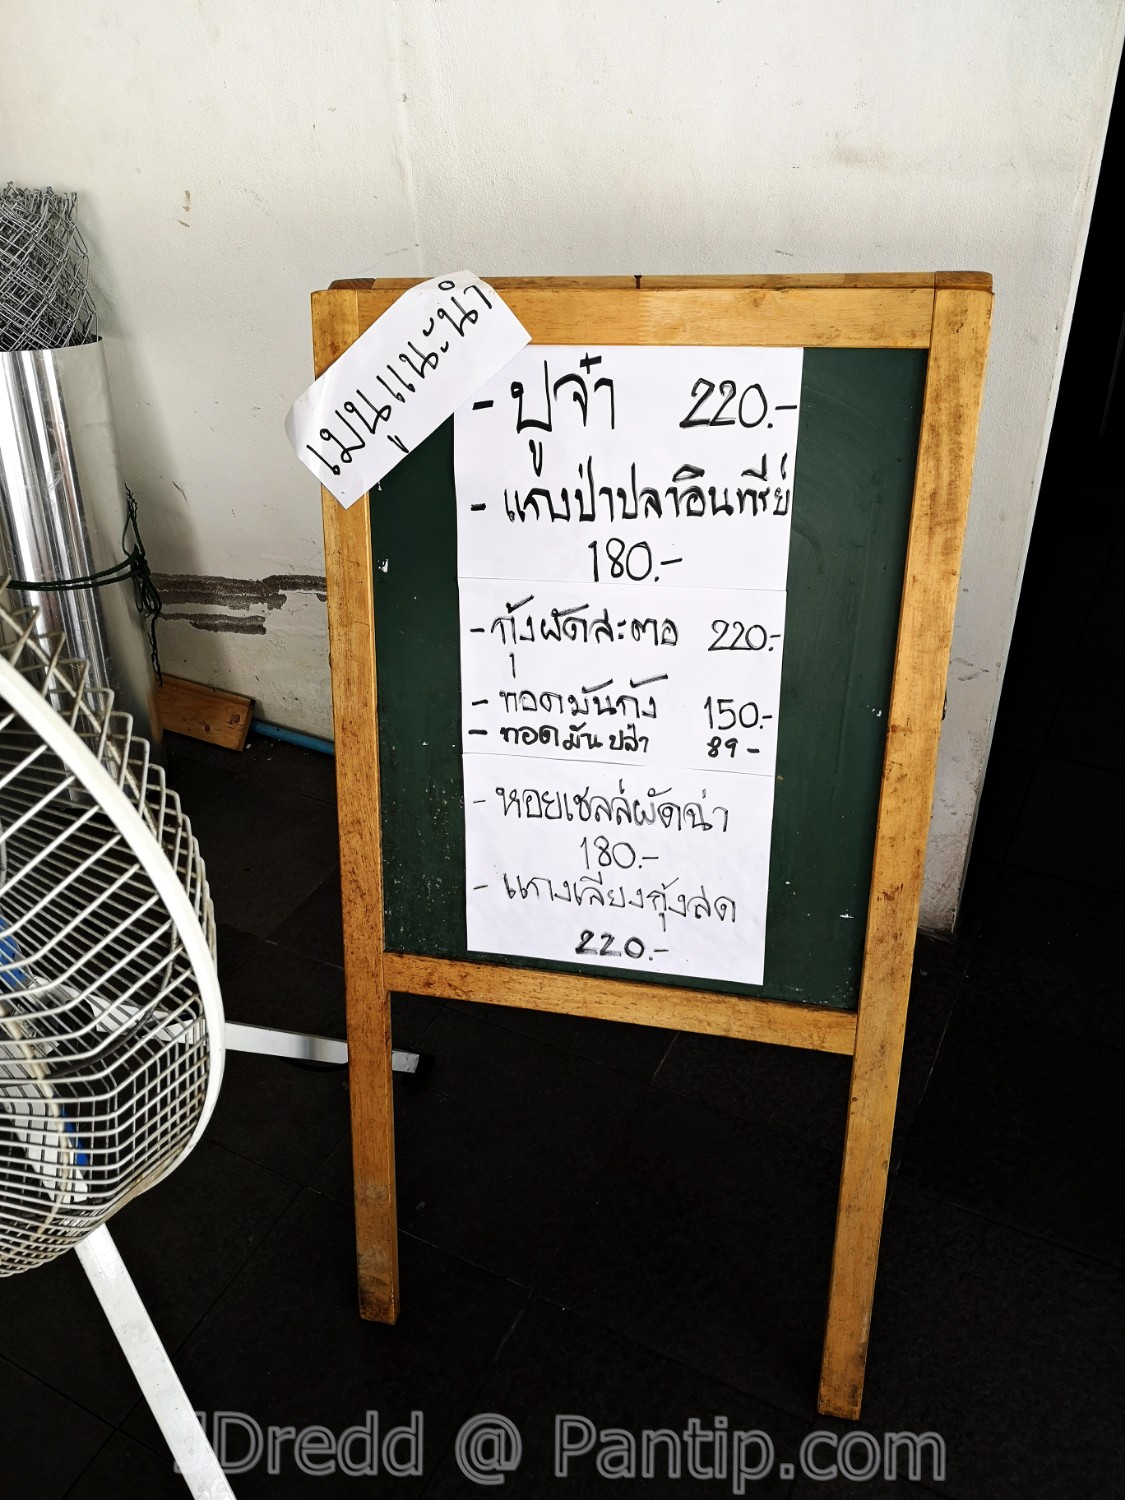 เมนูแนะนำ
- ปูจ๋า 220.-
- แกงป่าปลาอินทรีย์
180.-
- กุ้งผัดสะตอ 220.-
- ทอดมันกุ้ง 150.-
- ทอดมันปลา 89-
- หอยเชลล์ผัดฉ่า
180.-
- แกงเลียงกุ้งสด
220.-
JDredd @ Pantip.com